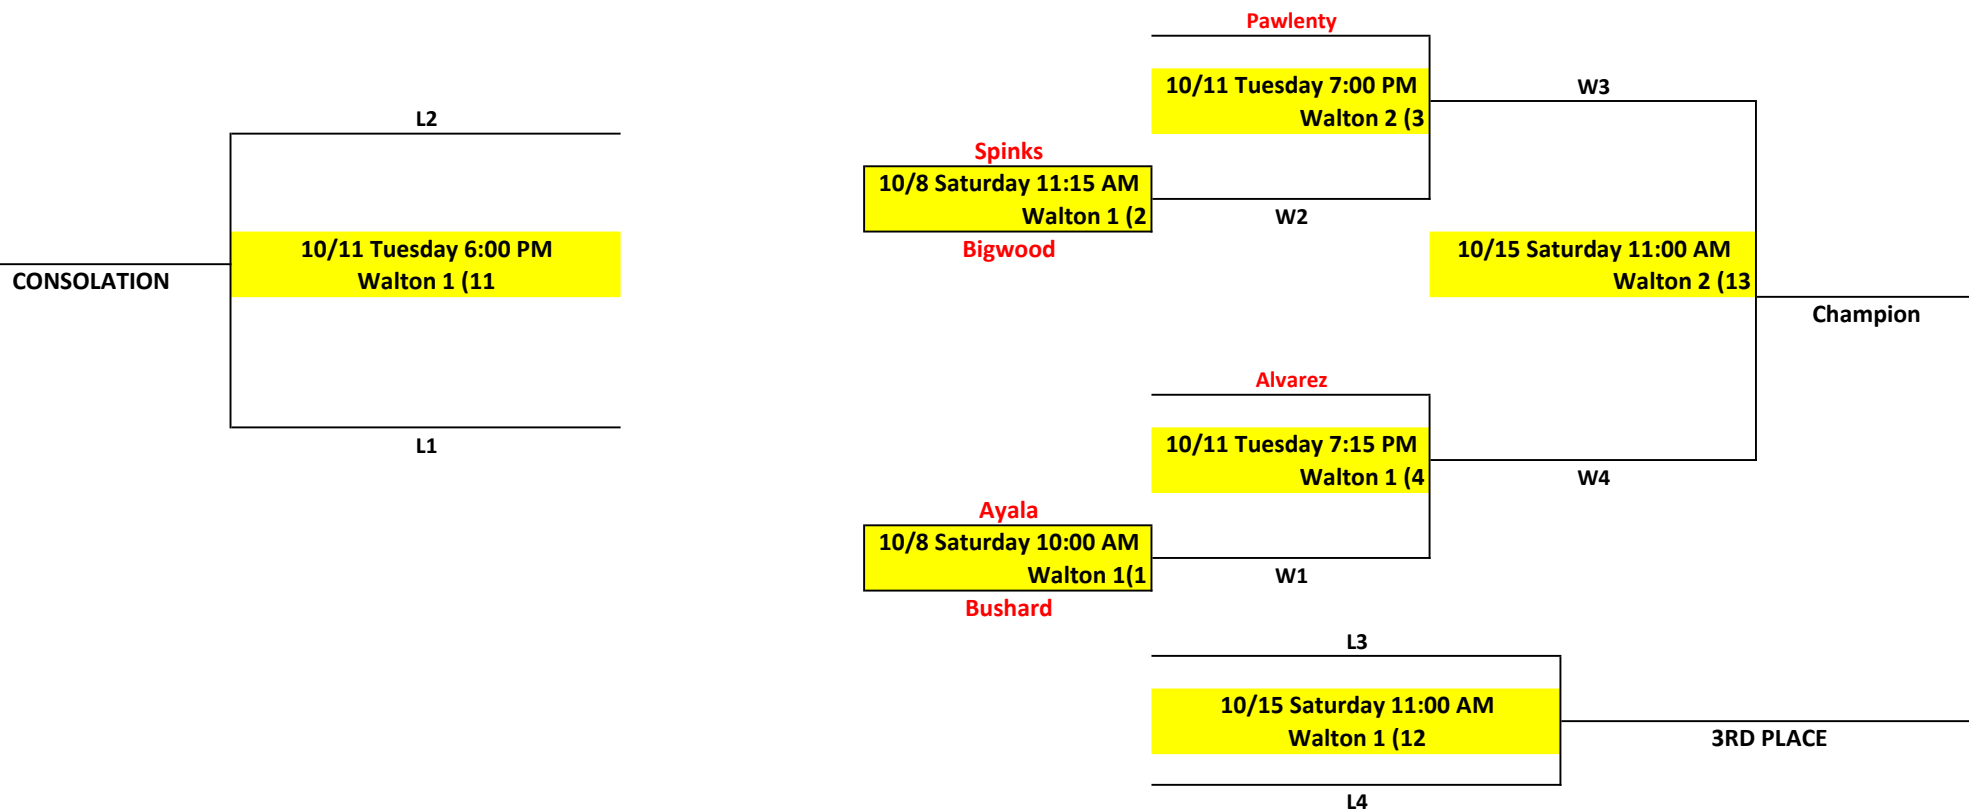 Pawlenty
10/11 Tuesday 7:00 PM
Walton 2 (3
W3
L2
Spinks
10/8 Saturday 11:15 AM
Walton 1 (2
W2
Bigwood
10/11 Tuesday 6:00 PM
Walton 1 (11
CONSOLATION
10/15 Saturday 11:00 AM
Walton 2 (13
Champion
Alvarez
L1
10/11 Tuesday 7:15 PM
Walton 1 (4
W4
Ayala
10/8 Saturday 10:00 AM
Walton 1(1
W1
Bushard
L3
10/15 Saturday 11:00 AM
Walton 1 (12
3RD PLACE
L4